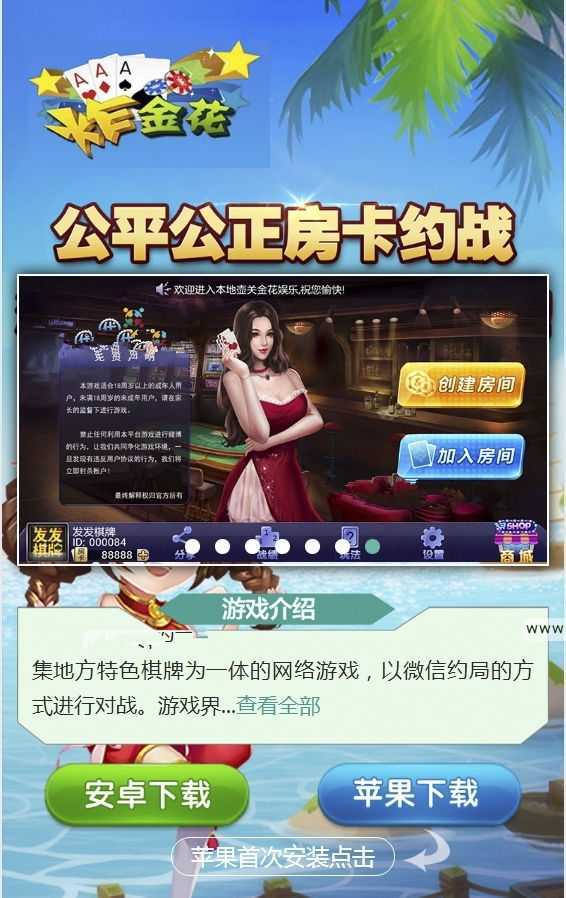 A A A
炸金花
公平公正房卡约战
欢迎进入本地壶关金花娱乐,祝您愉快!
免责声明
本游戏适合18周岁以上的成年人用
户，未满18周岁的未成年用户，请在家
长的监督下进行游戏。
禁止任何利用本平台游戏进行赌博
的行为，让我们共同净化游戏环境，一
旦发现有违反用户协议的行为，我们将
立即封杀帐户！
最终解释权归官方所有
创建房间
加入房间
发发棋牌
发发棋牌
ID: 000084
88888
分享
战绩
玩法
设置
SHOP
商城
游戏介绍
www
集地方特色棋牌为一体的网络游戏，以微信约局的方
式进行对战。游戏界...查看全部
安卓下载
苹果下载
苹果首次安装点击